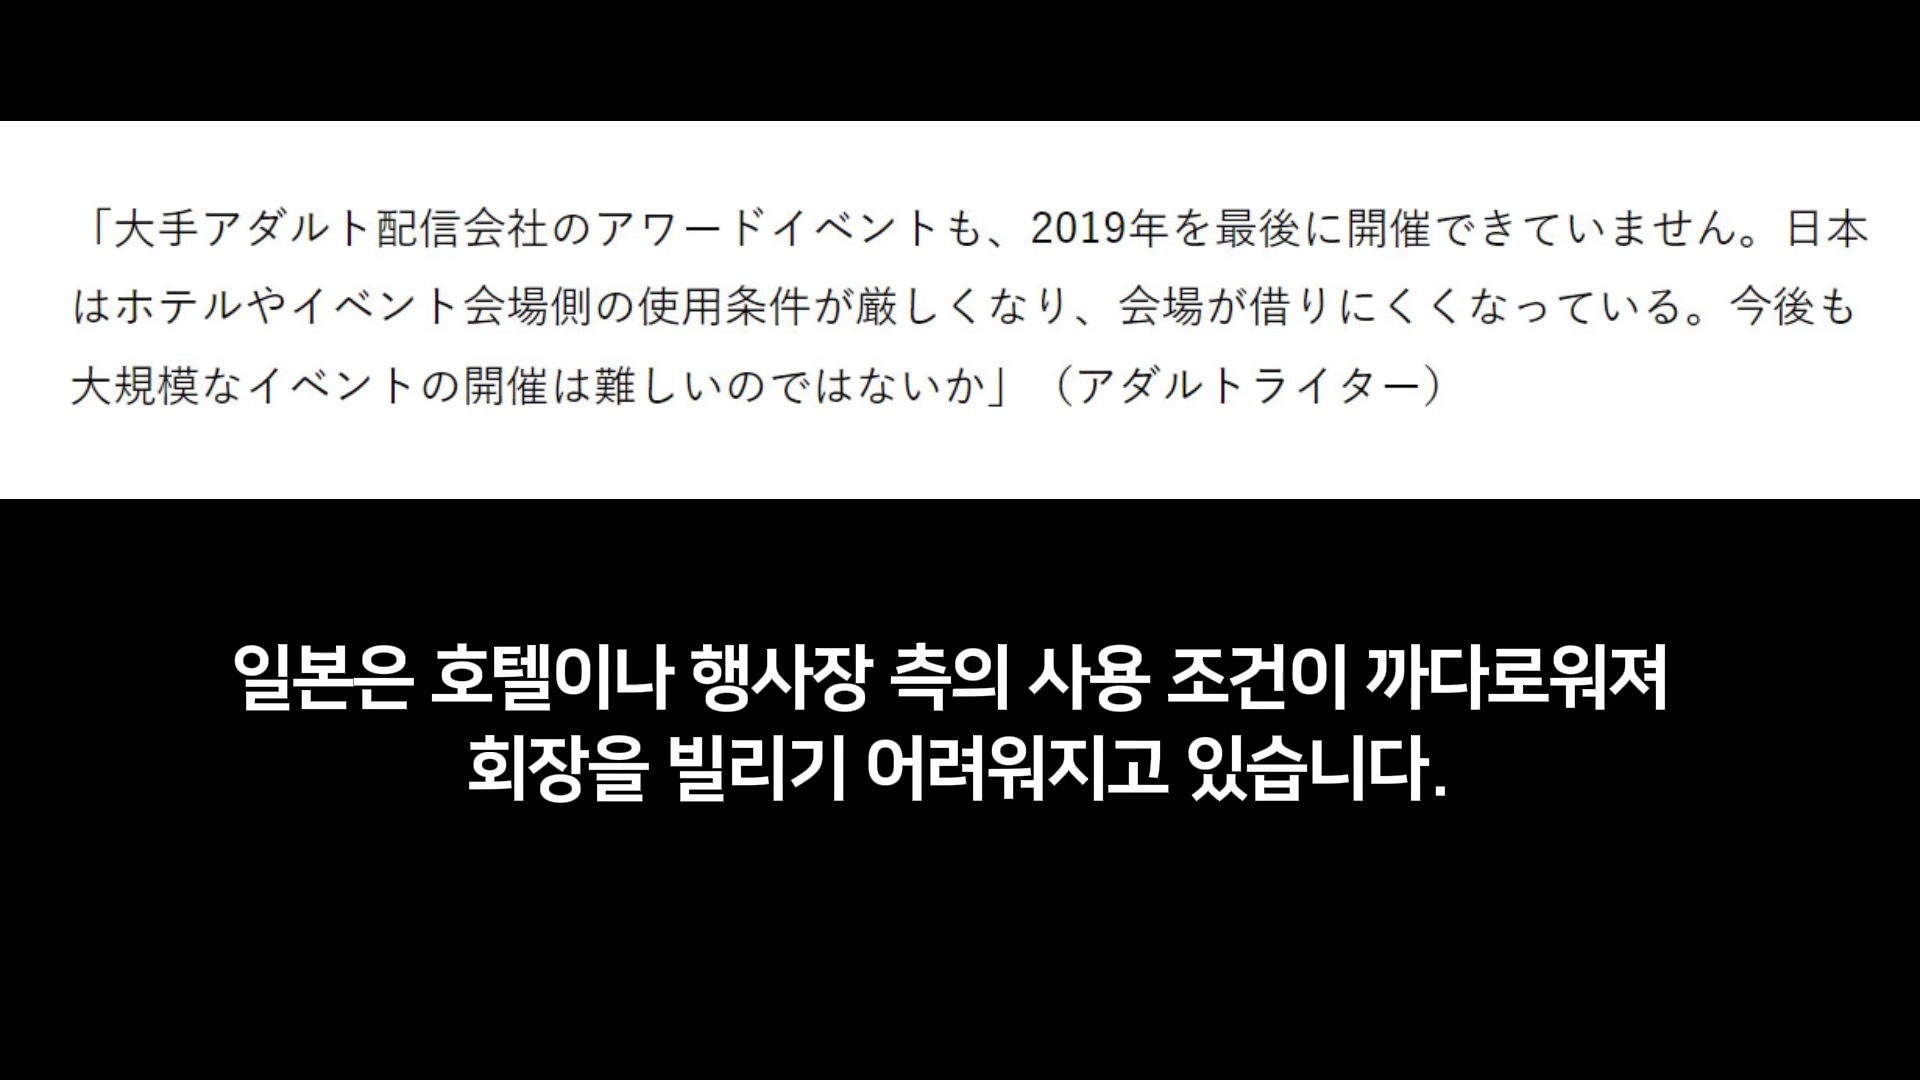 「大手アダルト配信会社のアワードイベントも、2019年を最後に開催できていません。日本
はホテルやイベント会場側の使用条件が厳しくなり、会場が借りにくくなっている。今後も
大規模なイベントの開催は難しいのではないか」（アダルトライター）
일본은 호텔이나 행사장 측의 사용 조건이 까다로워져
회장을 빌리기 어려워지고 있습니다.